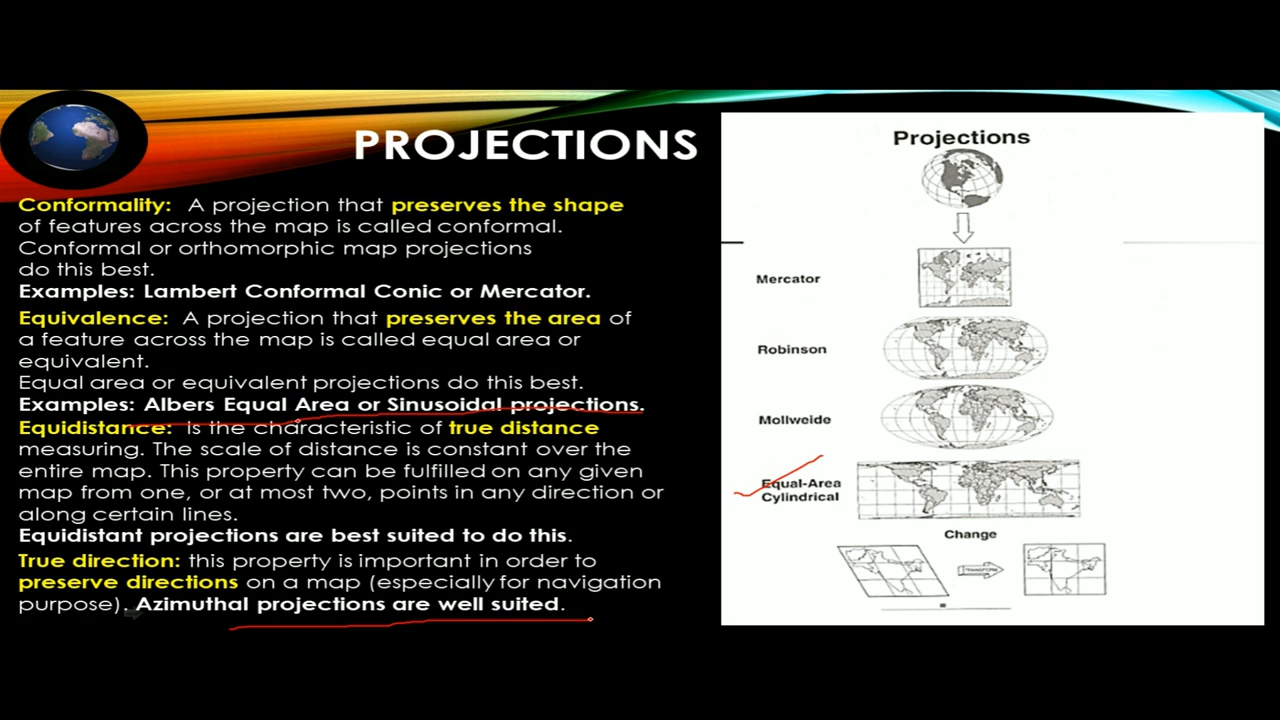 PROJECTIONS
Conformality: A projection that preserves the shape
of features across the map is called conformal.
Conformal or orthomorphic map projections
do this best.
Examples: Lambert Conformal Conic or Mercator.
Equivalence: A projection that preserves the area of
a feature across the map is called equal area or
equivalent.
Equal area or equivalent projections do this best.
Examples: Albers Equal Area or Sinusoidal projections.
Equidistance: is the characteristic of true distance
measuring. The scale of distance is constant over the
entire map. This property can be fulfilled on any given
map from one, or at most two, points in any direction or
along certain lines.
Equidistant projections are best suited to do this.
True direction: this property is important in order to
preserve directions on a map (especially for navigation
purpose). Azimuthal projections are well suited.
Projections
Mercator
Robinson
Mollweide
Equal-Area
Cylindrical
Change